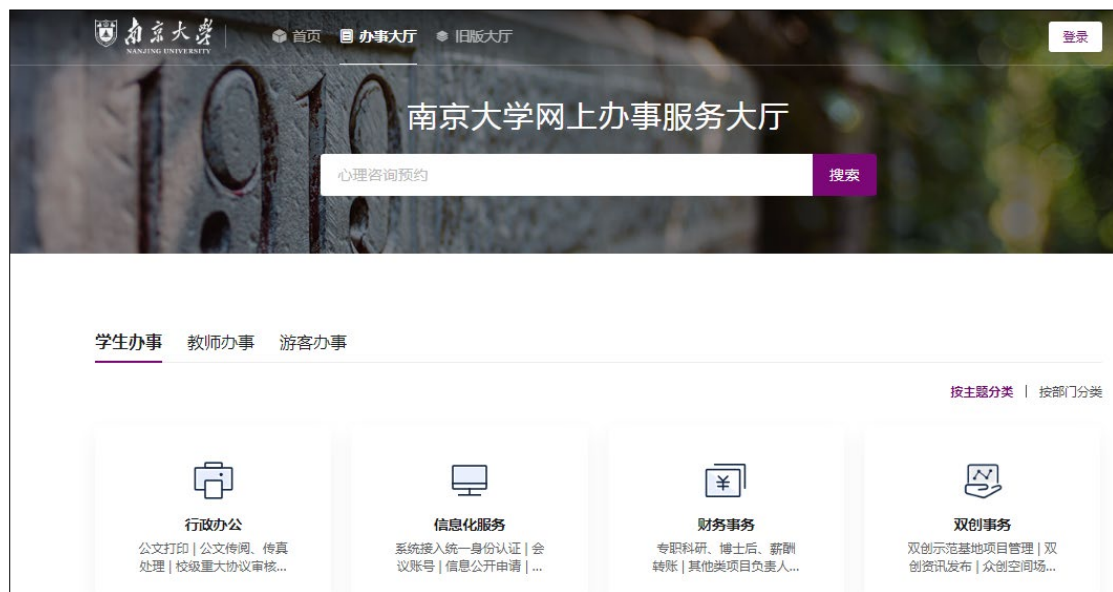 南京大学
NANJING UNIVERSITY
首页 办事大厅 旧版大厅
登录
1919
南京大学网上办事服务大厅
心理咨询预约 搜索
学生办事 教师办事 游客办事
按主题分类 | 按部门分类
行政办公
公文打印 | 公文传阅、传真
处理 | 校级重大协议审核...
信息化服务
系统接入统一身份认证 | 会
议账号 | 信息公开申请 | ...
财务事务
专职科研、博士后、薪酬
转账 | 其他类项目负责人...
双创事务
双创示范基地项目管理 | 双
创资讯发布 | 众创空间场...